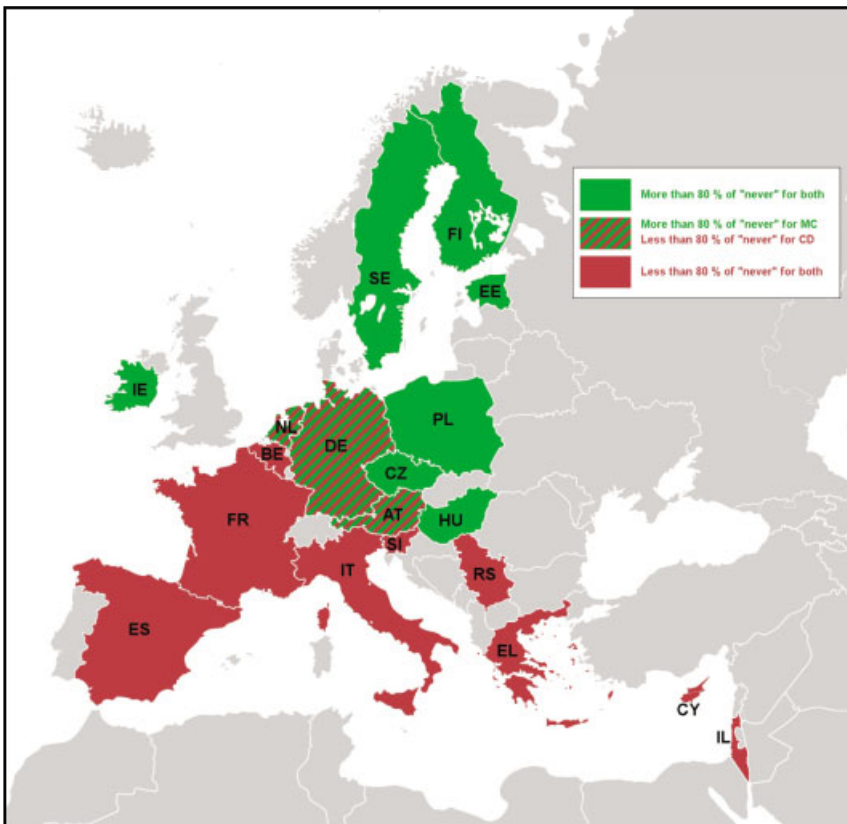 More than 80 % of "never" for both
More than 80 % of "never" for MC
Less than 80 % of "never" for CD
Less than 80 % of "never" for both
FI
SE
EE
IE
NL
PL
DE
BE
CZ
FR
AT
HU
SI
IT
RS
ES
EL
CY
IL